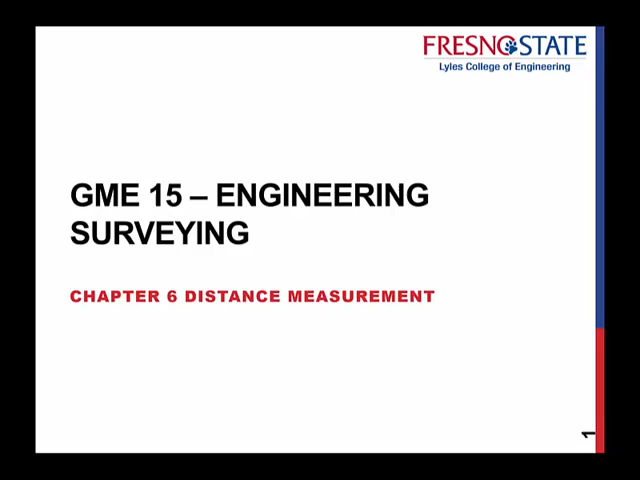 FRESNO STATE
Lyles College of Engineering
GME 15 – ENGINEERING
SURVEYING
CHAPTER 6 DISTANCE MEASUREMENT
1